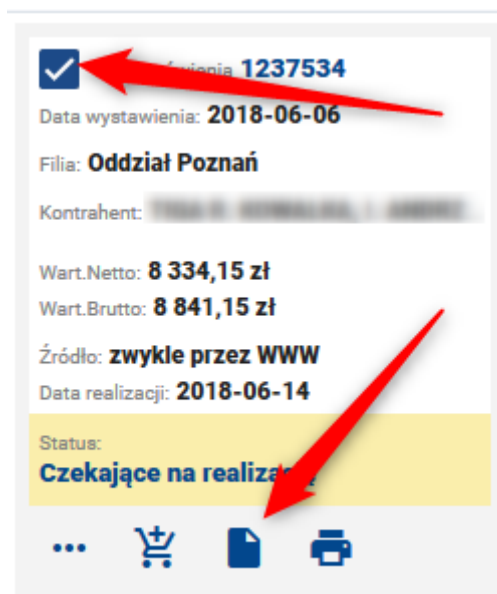 1237534
Data wystawienia: 2018-06-06
Filia: Oddział Poznań
Kontrahent:
Wart.Netto: 8 334,15 zł
Wart.Brutto: 8 841,15 zł
Źródło: zwykle przez WWW
Data realizacji: 2018-06-14
Status:
Czekające na